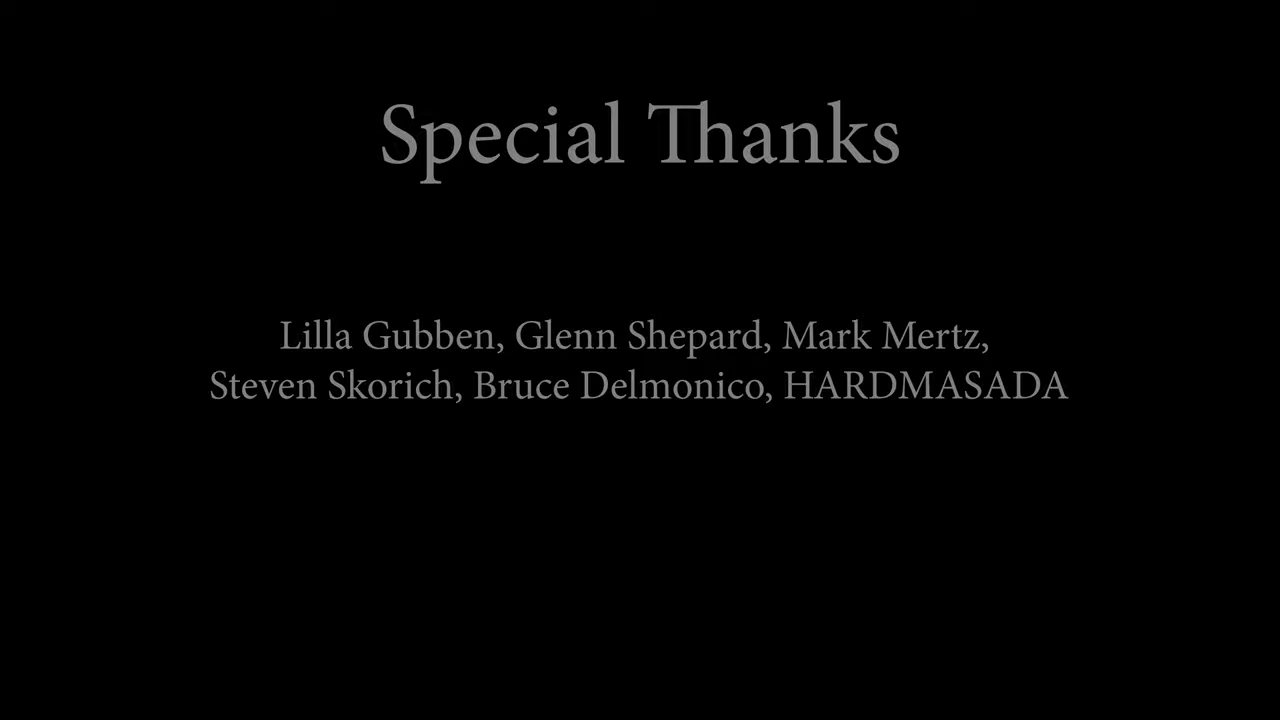 Special Thanks
Lilla Gubben, Glenn Shepard, Mark Mertz,
Steven Skorich, Bruce Delmonico, HARDMASADA